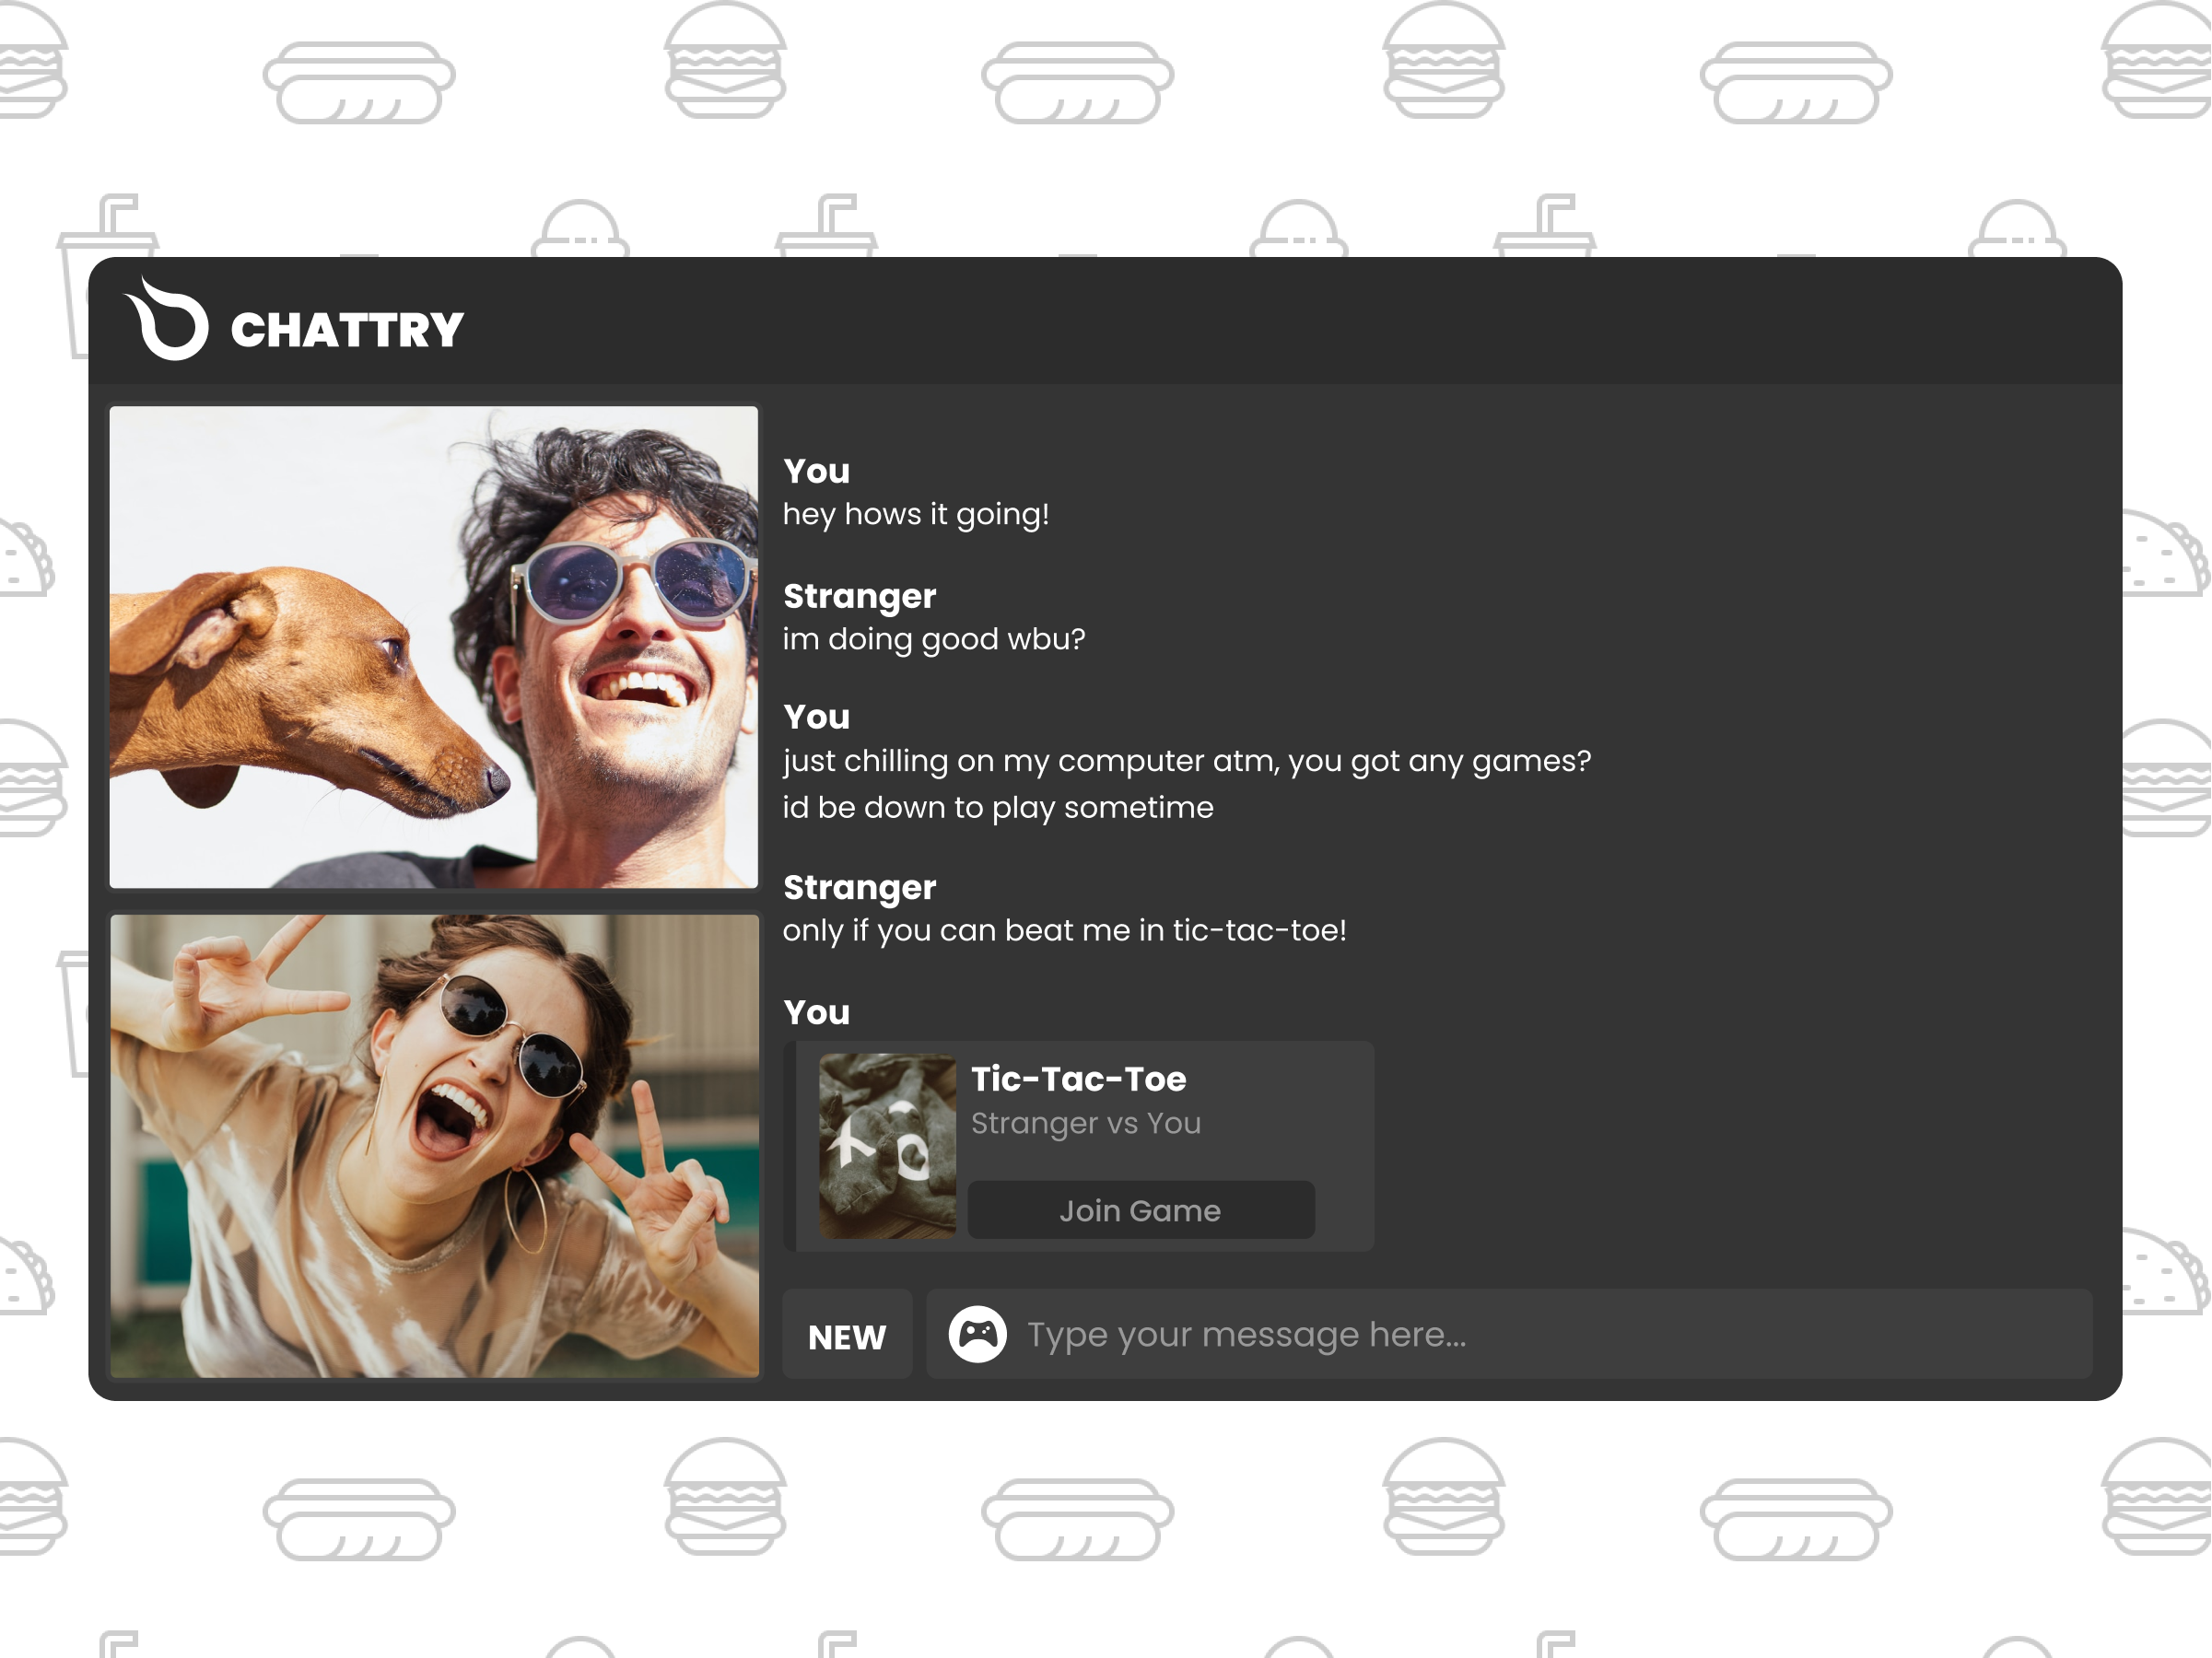 CHATTRY
You
hey hows it going!
Stranger
im doing good wbu?
You
just chilling on my computer atm, you got any games?
id be down to play sometime
Stranger
only if you can beat me in tic-tac-toe!
You
Tic-Tac-Toe
Stranger vs You
Join Game
NEW
Type your message here...